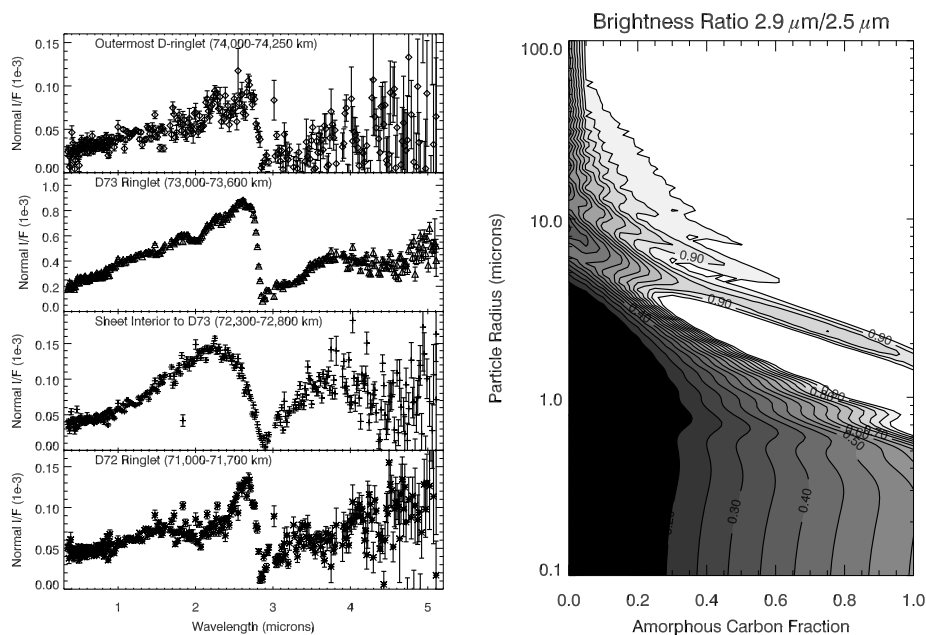 Outermost D-ringlet (74,000-74,250 km)
0.15
0.10
0.05
0.00
Normal I/F (1e-3)
D73 Ringlet (73,000-73,600 km)
1.0
0.8
0.6
0.4
0.2
0.0
Normal I/F (1e-3)
Sheet Interior to D73 (72,300-72,800 km)
0.15
0.10
0.05
0.00
Normal I/F (1e-3)
D72 Ringlet (71,000-71,700 km)
0.15
0.10
0.05
0.00
Normal I/F (1e-3)
1 2 3 4 5
Wavelength (microns)
Brightness Ratio 2.9 µm/2.5 µm
100.0
10.0
1.0
0.1
Particle Radius (microns)
0.90
0.90
0.90
0.40
0.50
0.30
0.40
0.0 0.2 0.4 0.6 0.8 1.0
Amorphous Carbon Fraction